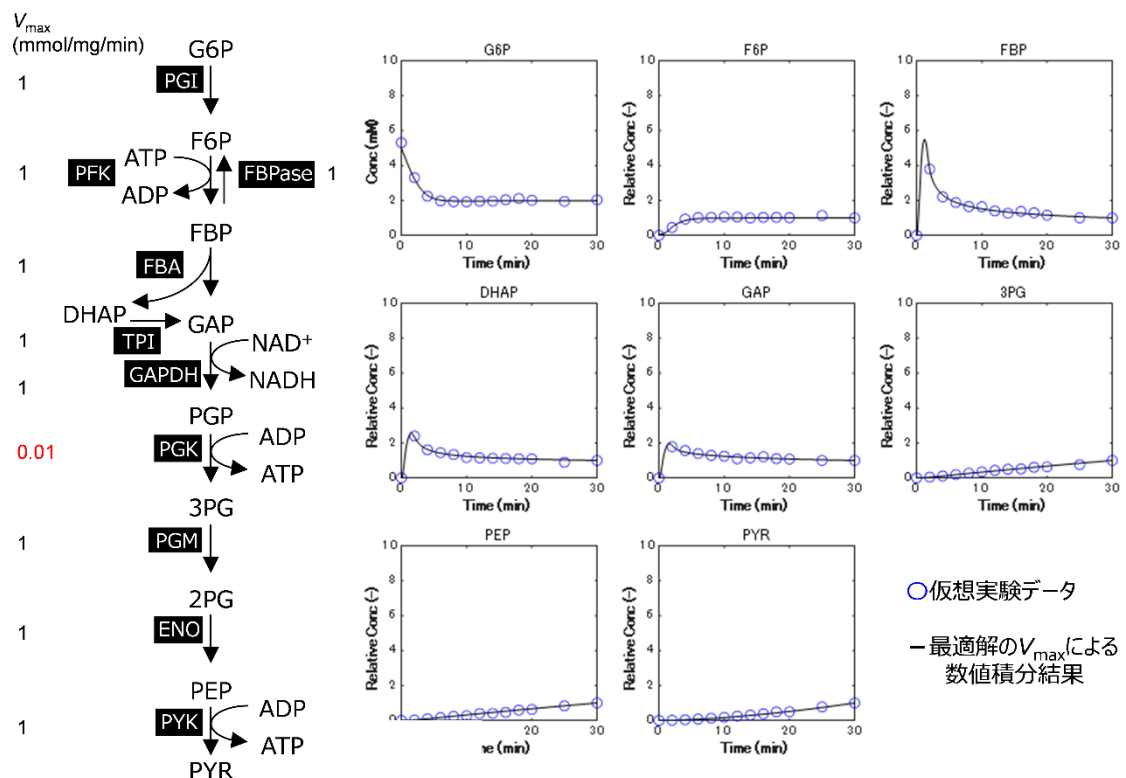 Vmax
(mmol/mg/min)
G6P
1
PGI
F6P
1
PFK
ATP
ADP
FBPase
1
FBP
1
FBA
DHAP
GAP
1
TPI
NAD+
GAPDH
NADH
1
PGP
0.01
PGK
ADP
ATP
3PG
1
PGM
2PG
1
ENO
PEP
1
PYK
ADP
ATP
PYR
G6P
Conc (mM)
10
8
6
4
2
0
0
10
20
30
Time (min)
F6P
Relative Conc (-)
10
8
6
4
2
0
0
10
20
30
Time (min)
FBP
Relative Conc (-)
10
8
6
4
2
0
0
10
20
30
Time (min)
DHAP
Relative Conc (-)
10
8
6
4
2
0
0
10
20
30
Time (min)
GAP
Relative Conc (-)
10
8
6
4
2
0
0
10
20
30
Time (min)
3PG
Relative Conc (-)
10
8
6
4
2
0
0
10
20
30
Time (min)
PEP
Relative Conc (-)
10
8
6
4
2
0
20
30
ne (min)
PYR
Relative Conc (-)
10
8
6
4
2
0
0
10
20
30
Time (min)
仮想実験データ
最適解のVmaxによる
数値積分結果